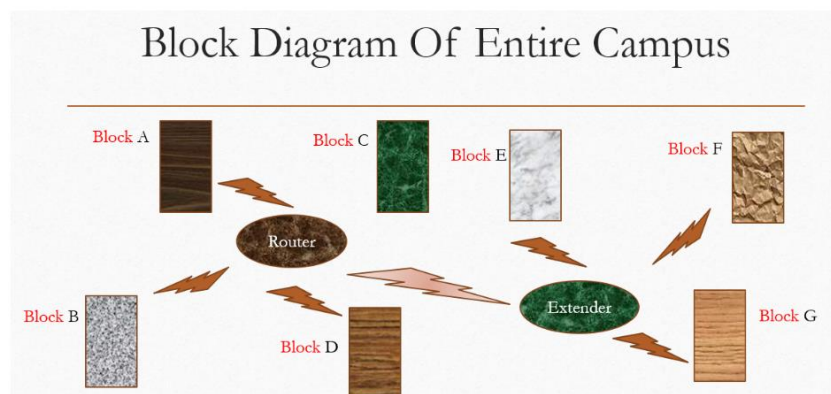 Block Diagram Of Entire Campus
Block A
Block C
Block E
Block F
Router
Block B
Extender
Block G
Block D